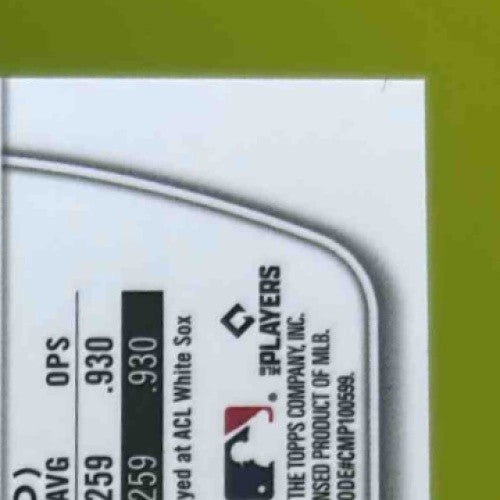 AVG OPS
259 .930
259 .930
yed at ACL White Sox
MLB PLAYERS
THE TOPPS COMPANY, INC.
NSED PRODUCT OF MLB.
ODE#CMP100599.